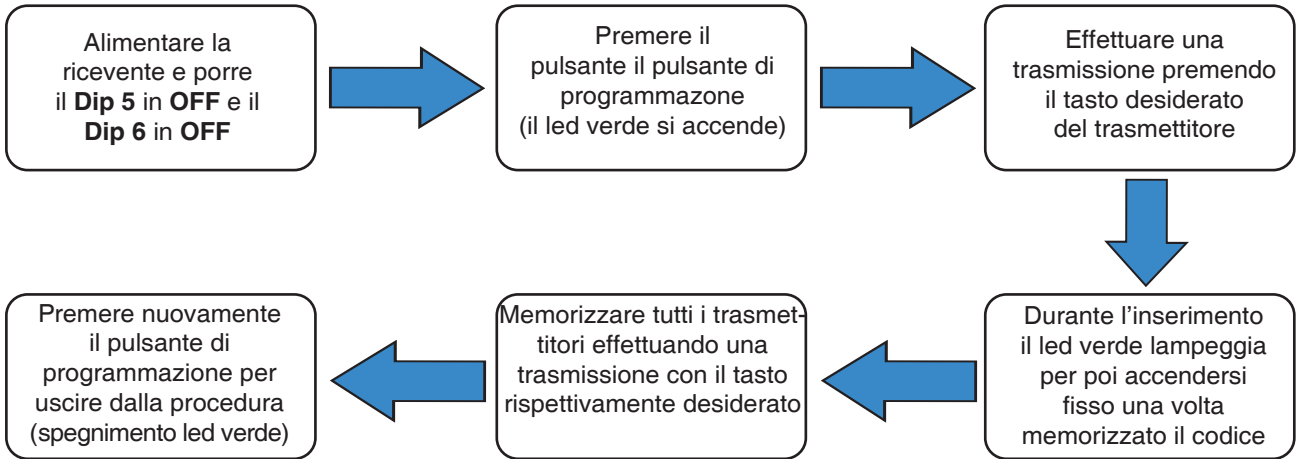 Alimentare la
ricevente e porre
il Dip 5 in OFF e il
Dip 6 in OFF
Premere il
pulsante il pulsante di
programmazone
(il led verde si accende)
Effettuare una
trasmissione premendo
il tasto desiderato
del trasmettitore
Durante l'inserimento
il led verde lampeggia
per poi accendersi
fisso una volta
memorizzato il codice
Memorizzare tutti i trasmet-
titori effettuando una
trasmissione con il tasto
rispettivamente desiderato
Premere nuovamente
il pulsante di
programmazione per
uscire dalla procedura
(spegnimento led verde)